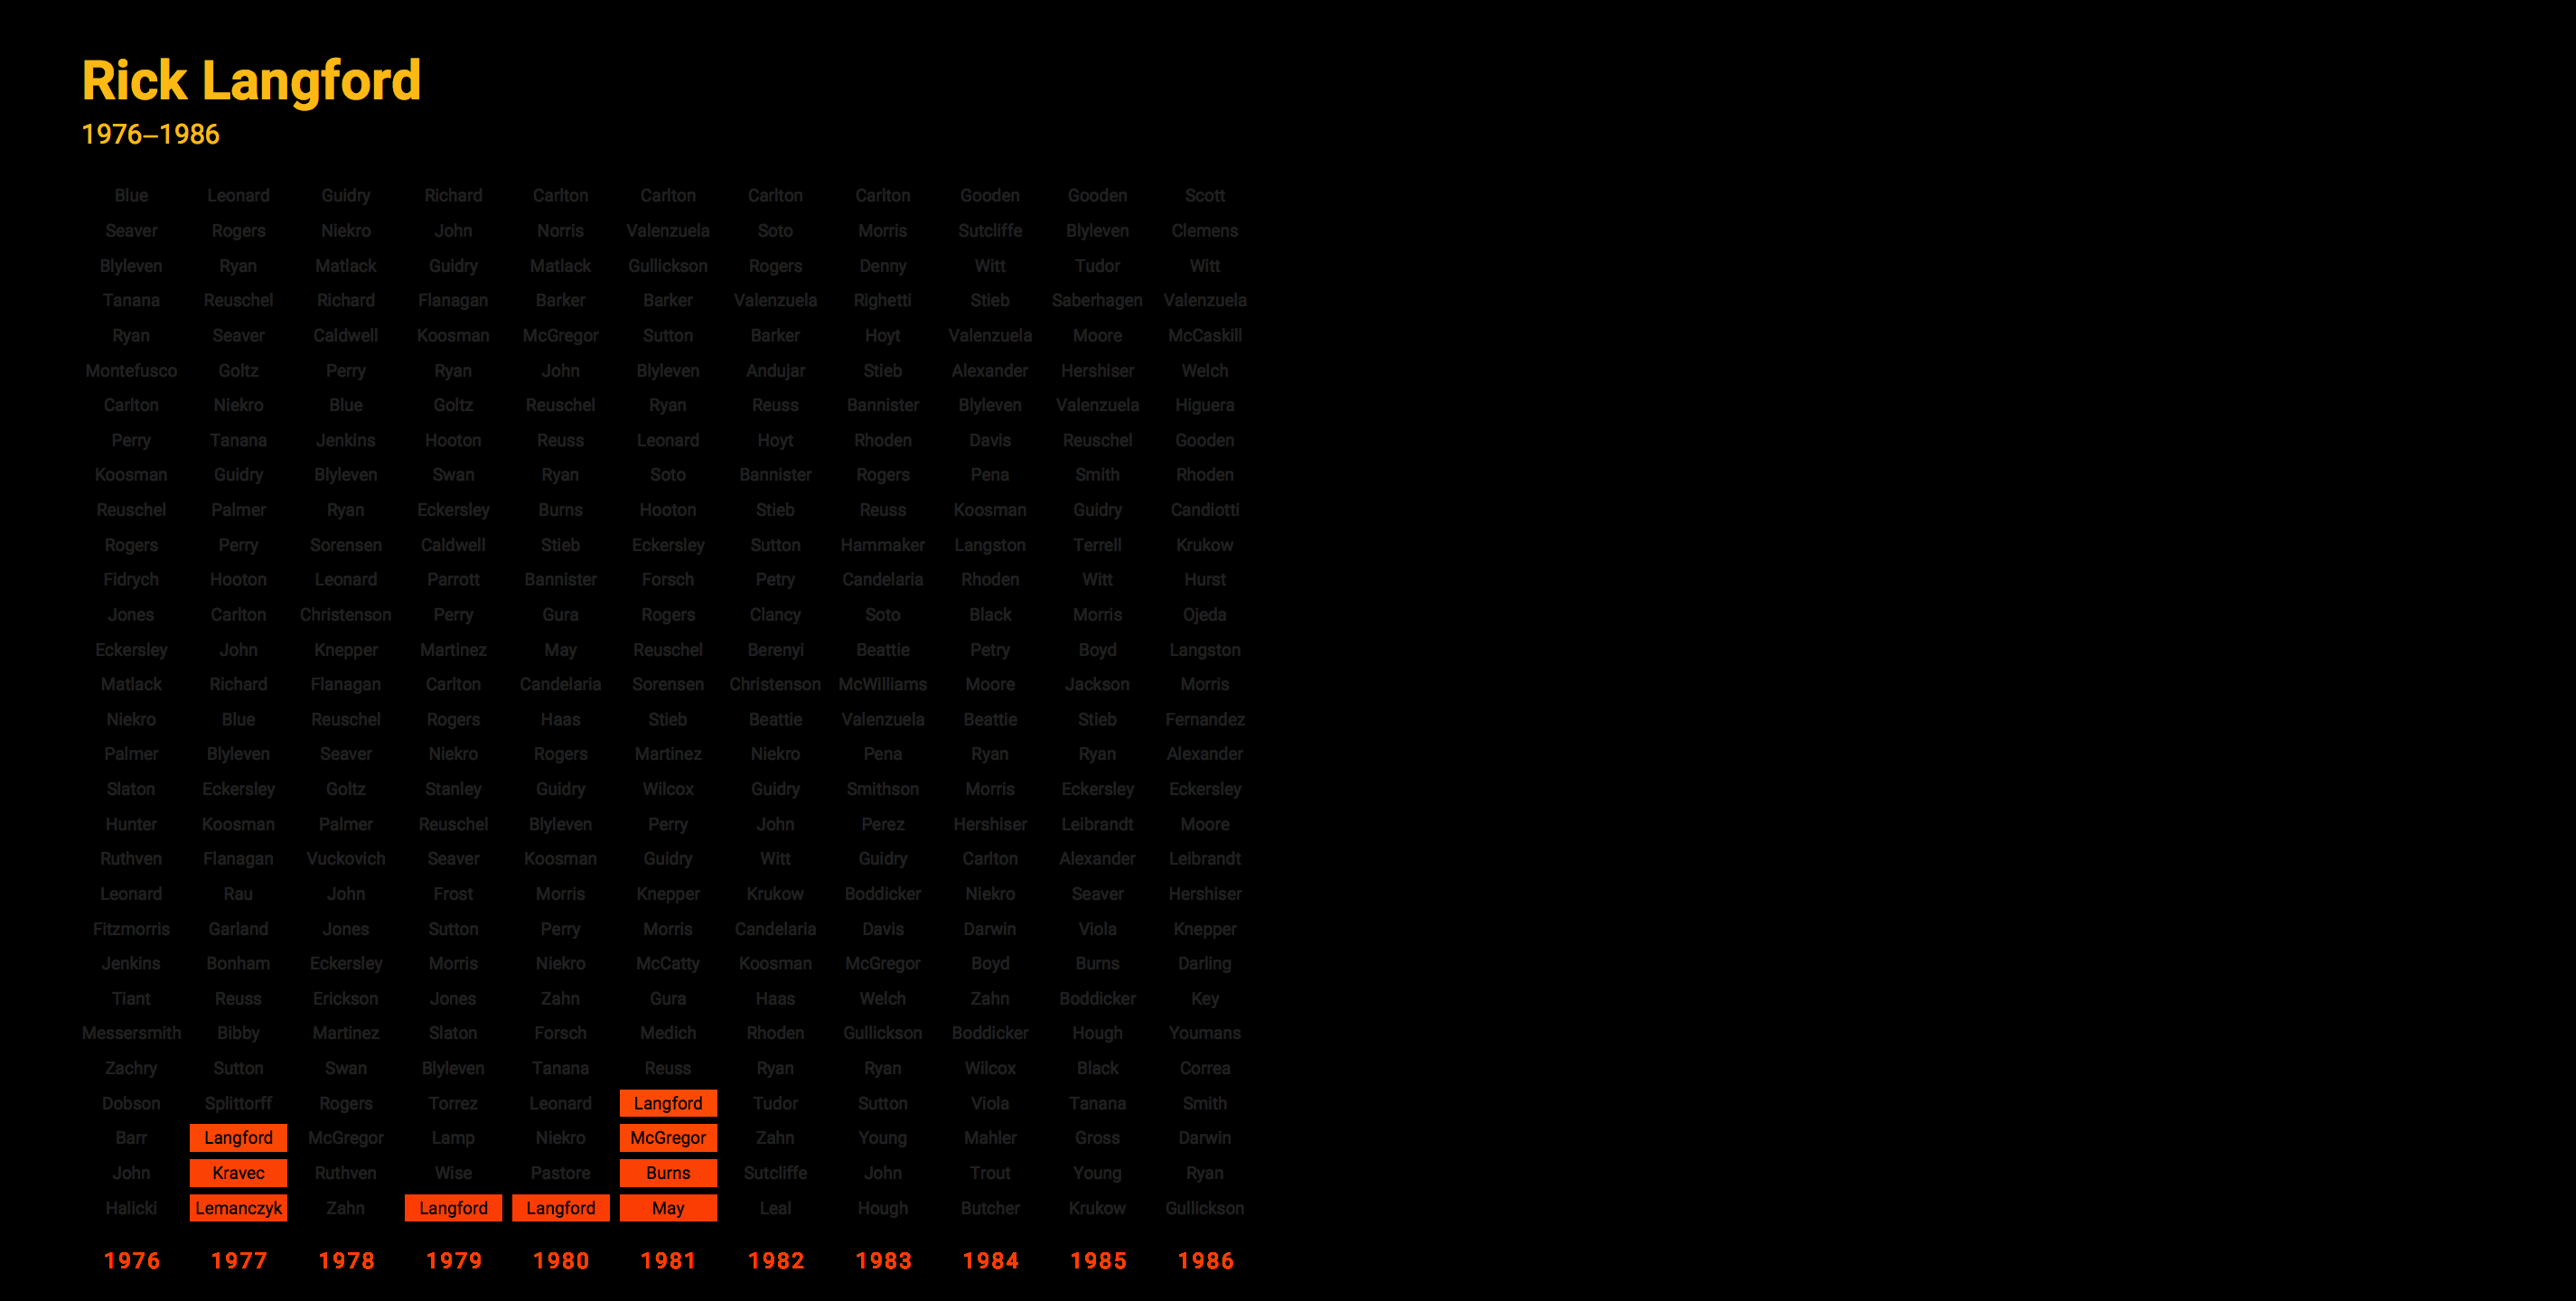 Rick Langford
1976–1986
Blue Leonard Guidry Richard Carlton Carlton Carlton Carlton Gooden Gooden Scott
Seaver Rogers Niekro John Norris Valenzuela Soto Morris Sutcliffe Blyleven Clemens
Blyleven Ryan Matlack Guidry Matlack Gullickson Rogers Denny Witt Tudor Witt
Tanana Reuschel Richard Flanagan Barker Barker Valenzuela Righetti Stieb Saberhagen Valenzuela
Ryan Seaver Caldwell Koosman McGregor Sutton Barker Hoyt Valenzuela Moore McCaskill
Montefusco Goltz Perry Ryan John Blyleven Andujar Stieb Alexander Hershiser Welch
Carlton Niekro Blue Goltz Reuschel Ryan Reuss Bannister Blyleven Valenzuela Higuera
Perry Tanana Jenkins Hooton Reuss Leonard Hoyt Rhoden Davis Reuschel Gooden
Koosman Guidry Blyleven Swan Ryan Soto Bannister Rogers Pena Smith Rhoden
Reuschel Palmer Ryan Eckersley Burns Hooton Stieb Reuss Koosman Guidry Candiotti
Rogers Perry Sorensen Caldwell Stieb Eckersley Sutton Hammaker Langston Terrell Krukow
Fidrych Hooton Leonard Parrott Bannister Forsch Petry Candelaria Rhoden Witt Hurst
Jones Carlton Christenson Perry Gura Rogers Clancy Soto Black Morris Ojeda
Eckersley John Knepper Martinez May Reuschel Berenyi Beattie Petry Boyd Langston
Matlack Richard Flanagan Carlton Candelaria Sorensen Christenson McWilliams Moore Jackson Morris
Niekro Blue Reuschel Rogers Haas Stieb Beattie Valenzuela Beattie Stieb Fernandez
Palmer Blyleven Seaver Niekro Rogers Martinez Niekro Pena Ryan Ryan Alexander
Slaton Eckersley Goltz Stanley Guidry Wilcox Guidry Smithson Morris Eckersley Eckersley
Hunter Koosman Palmer Reuschel Blyleven Perry John Perez Hershiser Leibrandt Moore
Ruthven Flanagan Vuckovich Seaver Koosman Guidry Witt Guidry Carlton Alexander Leibrandt
Leonard Rau John Frost Morris Knepper Krukow Boddicker Niekro Seaver Hershiser
Fitzmorris Garland Jones Sutton Perry Morris Candelaria Davis Darwin Viola Knepper
Jenkins Bonham Eckersley Morris Niekro McCatty Koosman McGregor Boyd Burns Darling
Tiant Reuss Erickson Jones Zahn Gura Haas Welch Zahn Boddicker Key
Messersmith Bibby Martinez Slaton Forsch Medich Rhoden Gullickson Boddicker Hough Youmans
Zachry Sutton Swan Blyleven Tanana Reuss Ryan Ryan Wilcox Black Correa
Dobson Splittorff Rogers Torrez Leonard Langford Tudor Sutton Viola Tanana Smith
Barr Langford McGregor Lamp Niekro McGregor Zahn Young Mahler Gross Darwin
John Kravec Ruthven Wise Pastore Burns Sutcliffe John Trout Young Ryan
Halicki Lemanczyk Zahn Langford Langford May Leal Hough Butcher Krukow Gullickson
1976 1977 1978 1979 1980 1981 1982 1983 1984 1985 1986